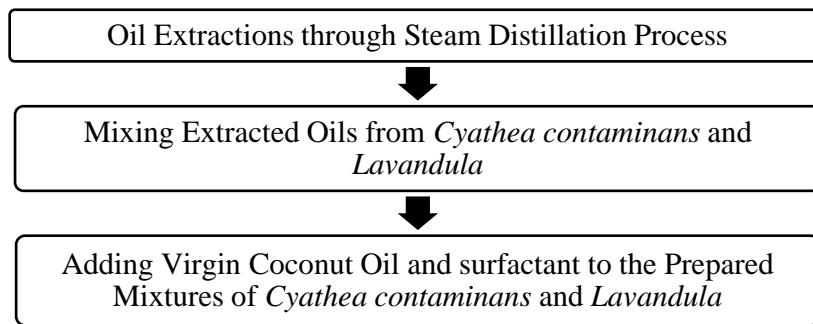 Oil Extractions through Steam Distillation Process
Mixing Extracted Oils from Cyathea contaminans and
Lavandula
Adding Virgin Coconut Oil and surfactant to the Prepared
Mixtures of Cyathea contaminans and Lavandula